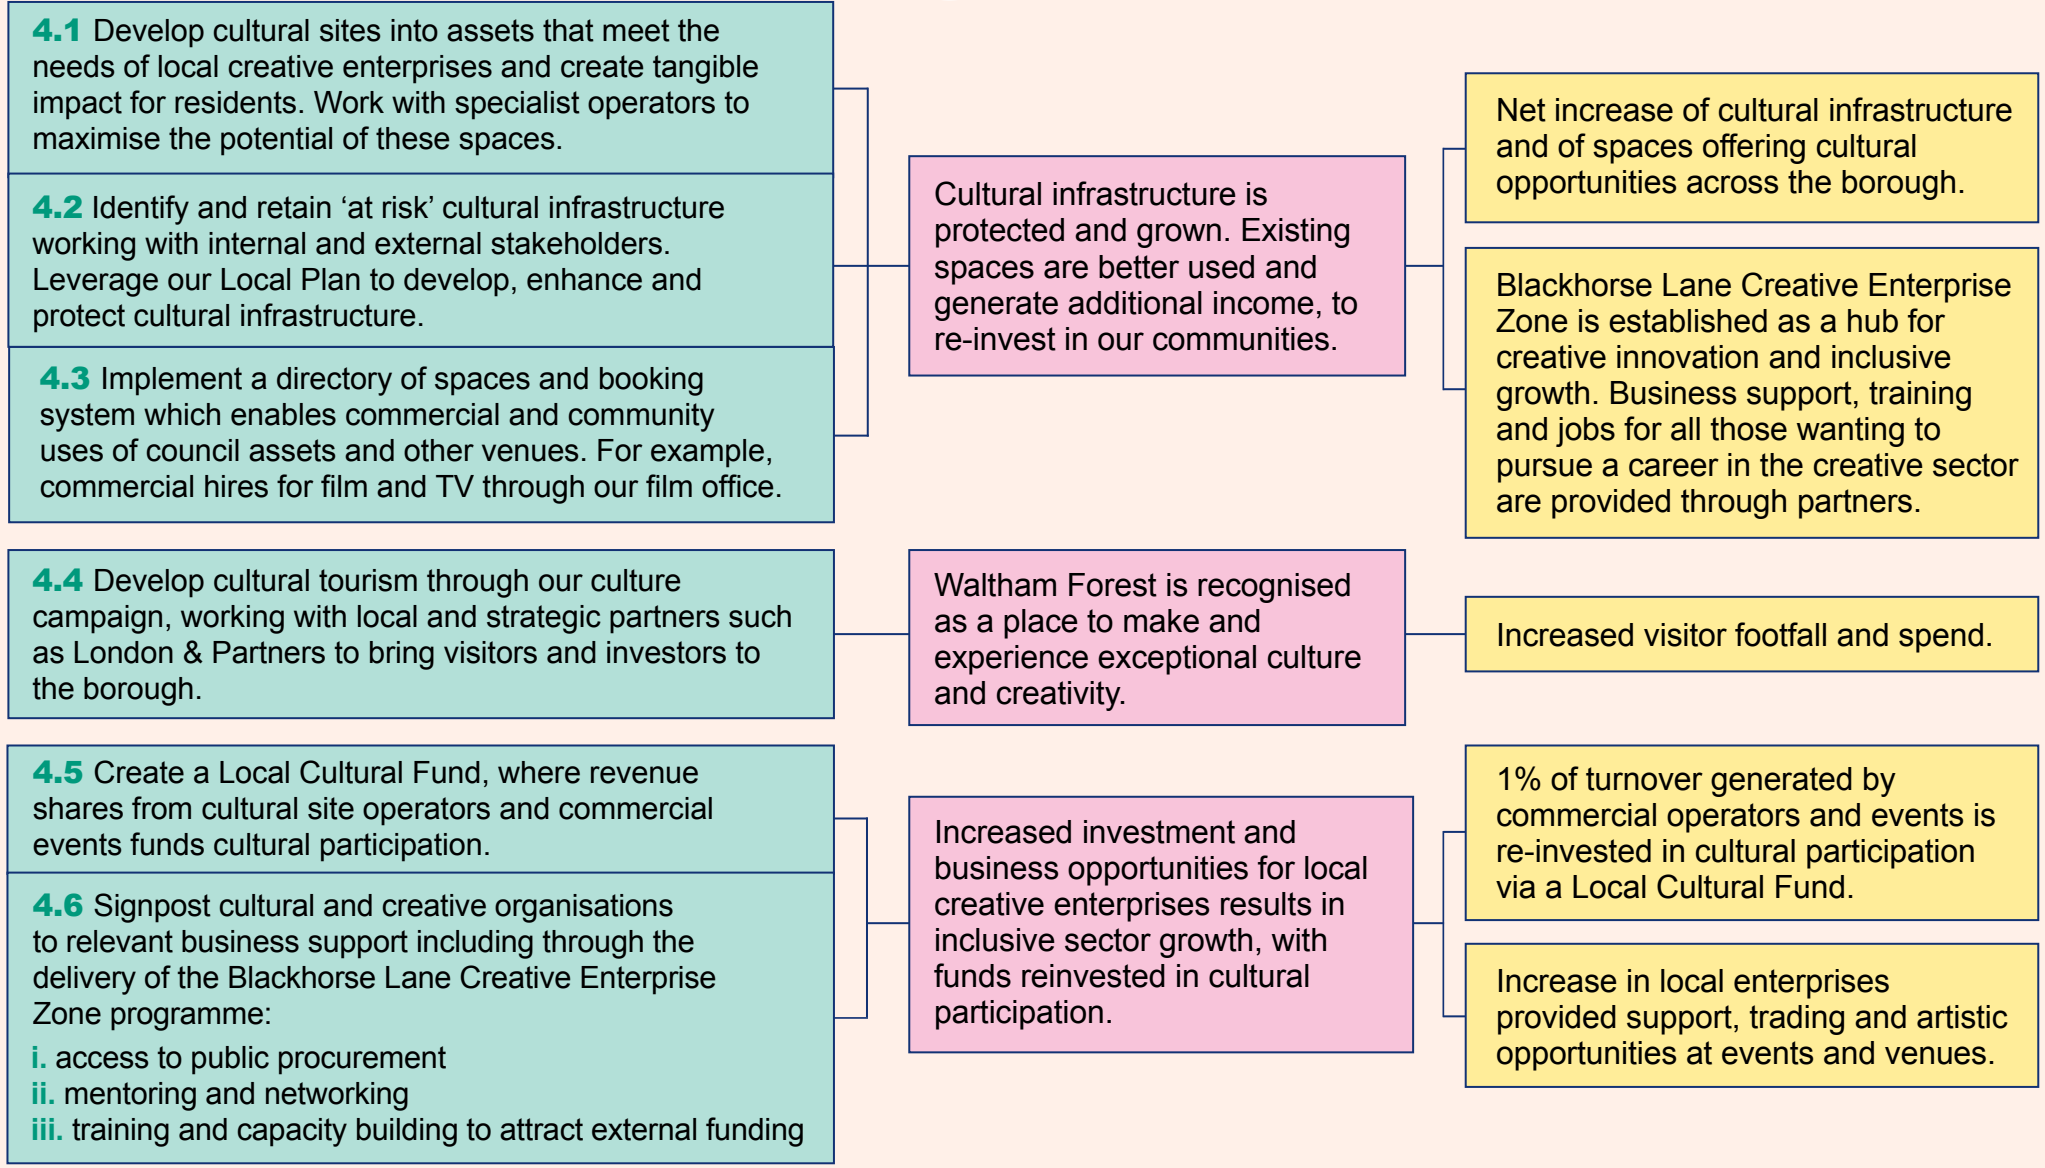 4.1 Develop cultural sites into assets that meet the
needs of local creative enterprises and create tangible
impact for residents. Work with specialist operators to
maximise the potential of these spaces.
4.2 Identify and retain ‘at risk’ cultural infrastructure
working with internal and external stakeholders.
Leverage our Local Plan to develop, enhance and
protect cultural infrastructure.
4.3 Implement a directory of spaces and booking
system which enables commercial and community
uses of council assets and other venues. For example,
commercial hires for film and TV through our film office.
Cultural infrastructure is
protected and grown. Existing
spaces are better used and
generate additional income, to
re-invest in our communities.
Net increase of cultural infrastructure
and of spaces offering cultural
opportunities across the borough.
Blackhorse Lane Creative Enterprise
Zone is established as a hub for
creative innovation and inclusive
growth. Business support, training
and jobs for all those wanting to
pursue a career in the creative sector
are provided through partners.
4.4 Develop cultural tourism through our culture
campaign, working with local and strategic partners such
as London & Partners to bring visitors and investors to
the borough.
Waltham Forest is recognised
as a place to make and
experience exceptional culture
and creativity.
Increased visitor footfall and spend.
4.5 Create a Local Cultural Fund, where revenue
shares from cultural site operators and commercial
events funds cultural participation.
4.6 Signpost cultural and creative organisations
to relevant business support including through the
delivery of the Blackhorse Lane Creative Enterprise
Zone programme:
i. access to public procurement
ii. mentoring and networking
iii. training and capacity building to attract external funding
Increased investment and
business opportunities for local
creative enterprises results in
inclusive sector growth, with
funds reinvested in cultural
participation.
1% of turnover generated by
commercial operators and events is
re-invested in cultural participation
via a Local Cultural Fund.
Increase in local enterprises
provided support, trading and artistic
opportunities at events and venues.